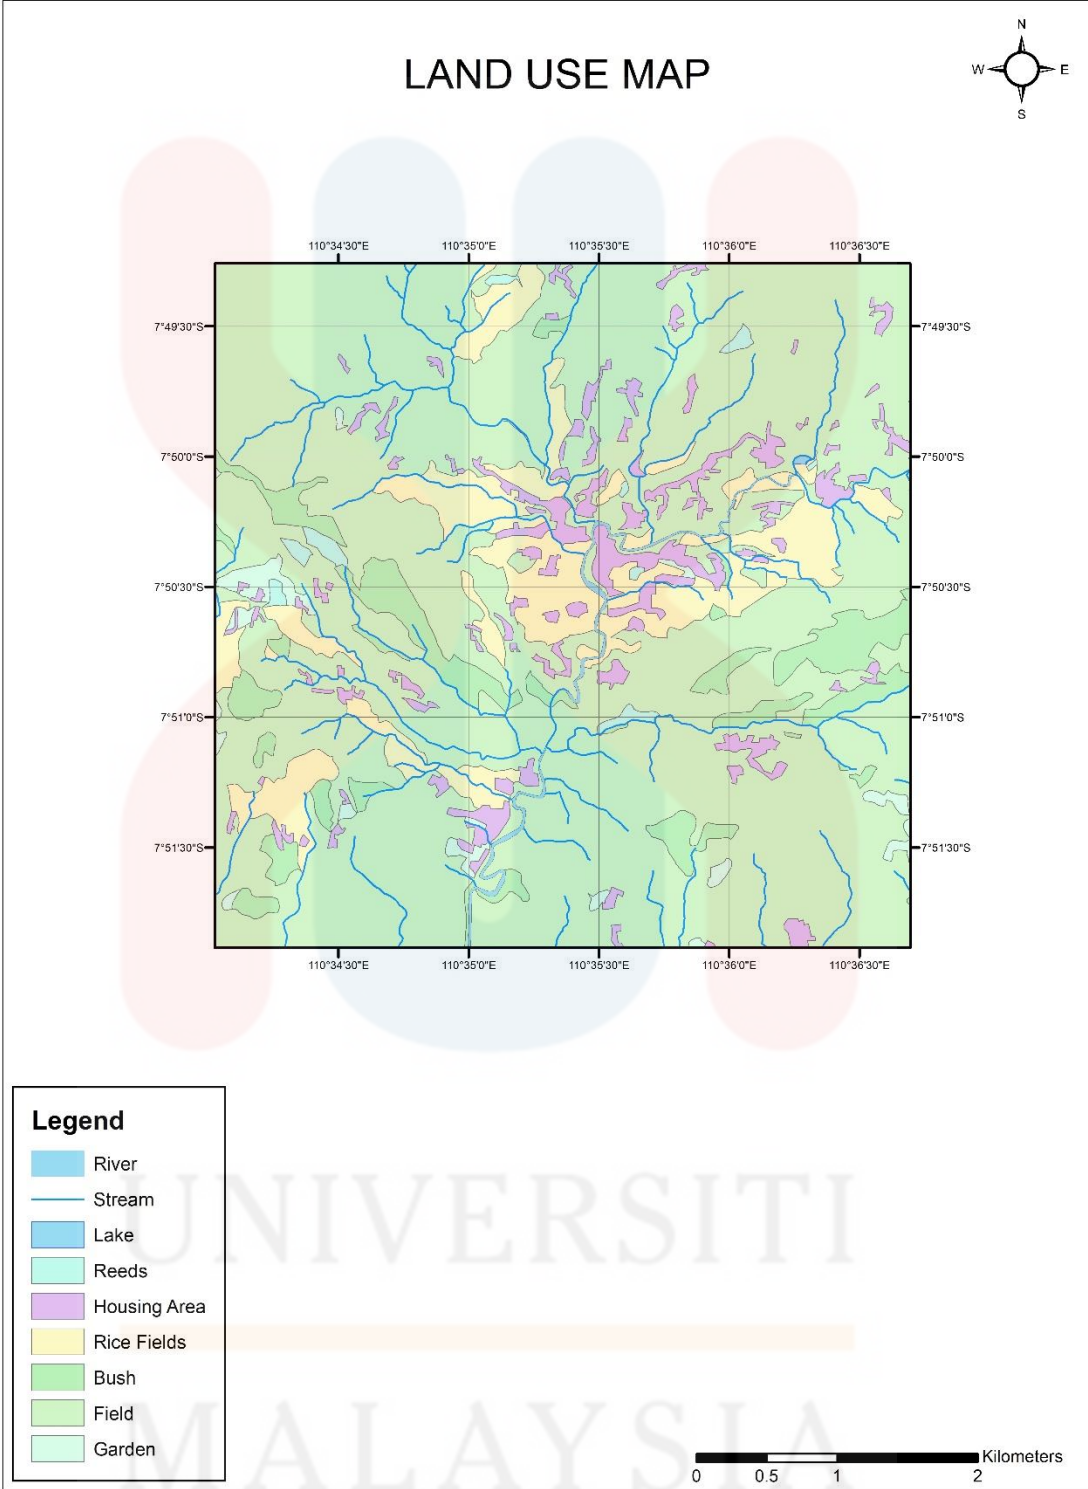 N
LAND USE MAP
W E
S
110°34'30"E 110°35'0"E 110°35'30"E 110°36'0"E 110°36'30"E
7°49'30"S 7°49'30"S
7°50'0"S 7°50'0"S
7°50'30"S 7°50'30"S
7°51'0"S 7°51'0"S
7°51'30"S 7°51'30"S
110°34'30"E 110°35'0"E 110°35'30"E 110°36'0"E 110°36'30"E
Legend
River
Stream
Lake
Reeds
Housing Area
Rice Fields
Bush
Field
Garden
UNIVERSITI
MALAYSIA
Kilometers
0 0.5 1 2